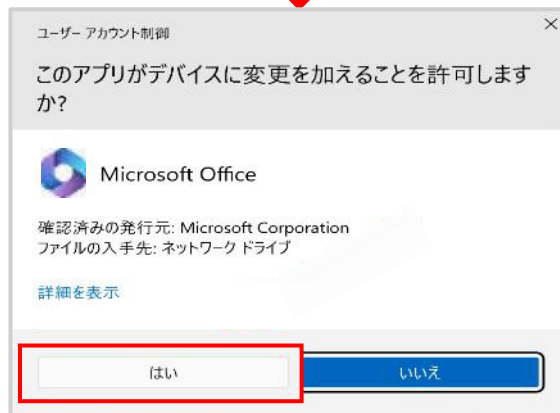 ユーザー アカウント制御
このアプリがデバイスに変更を加えることを許可します
か?
Microsoft Office
確認済みの発行元: Microsoft Corporation
ファイルの入手先: ネットワーク ドライブ
詳細を表示
はい
いいえ